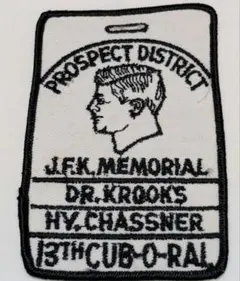 PROSPECT DISTRICT
J.F.K. MEMORIAL
DR. KROOKS
HY. CHASSNER
13TH CUB-O-RAL